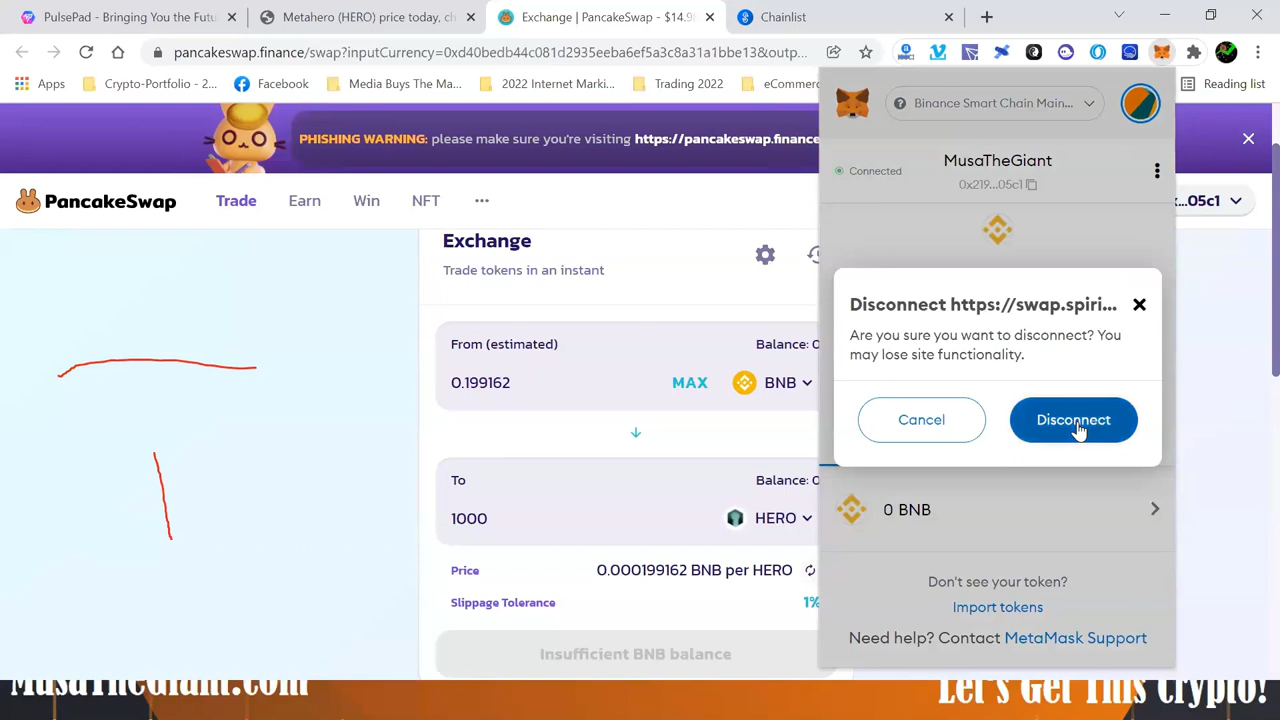 PulsePad - Bringing You the Futu
Metahero (HERO) price today, ch
Exchange | PancakeSwap - $14.9
Chainlist
pancakeswap.finance/swap?inputCurrency=0xd40bedb44c081d2935eeba6ef5a3c8a31a1bbe13&outp...
Apps
Crypto-Portfolio - 2...
Facebook
Media Buys The Ma...
2022 Internet Marki...
Trading 2022
eCommerc
Reading list
PHISHING WARNING: please make sure you're visiting https://pancakeswap.finance
PancakeSwap
Trade
Earn
Win
NFT
...
...05c1
Exchange
Trade tokens in an instant
From (estimated)
Balance: 0
0.199162
MAX
BNB
To
Balance: 0
1000
HERO
Price
0.000199162 BNB per HERO
Slippage Tolerance
1%
Insufficient BNB balance
Binance Smart Chain Main...
Connected
MusaTheGiant
0x219...05c1
Disconnect https://swap.spiri...
Are you sure you want to disconnect? You
may lose site functionality.
Cancel
Disconnect
0 BNB
Don't see your token?
Import tokens
Need help? Contact MetaMask Support
MusaTheGiant.com
Let's Get This Crypto!